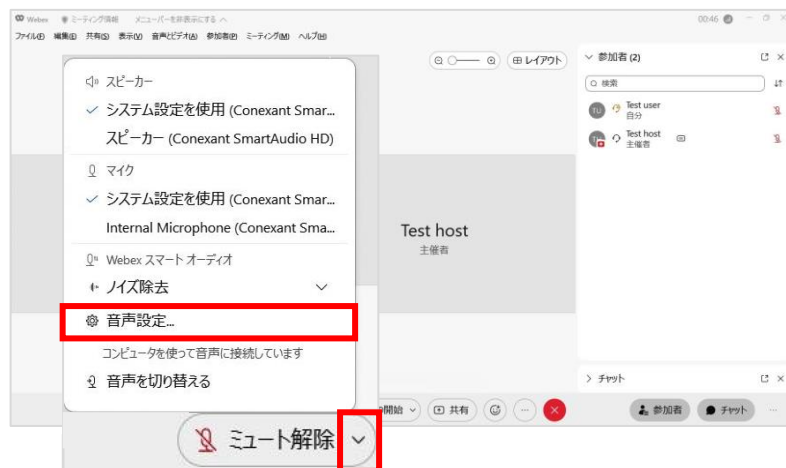 Webex ミーティング情報 メニューバーを非表示にする 00:46
ファイル(F) 編集(E) 共有(S) 表示(V) 音声とビデオ(A) 参加者(P) ミーティング(M) ヘルプ(H)
レイアウト
参加者 (2)
検索
TU Test user
自分
TH Test host
主催者
スピーカー
システム設定を使用 (Conexant Smar...
スピーカー (Conexant SmartAudio HD)
マイク
システム設定を使用 (Conexant Smar...
Internal Microphone (Conexant Sma...
Webex スマート オーディオ
ノイズ除去
音声設定...
コンピュータを使って音声に接続しています
音声を切り替える
Test host
主催者
チャット
開始 共有 参加者 チャット
ミュート解除